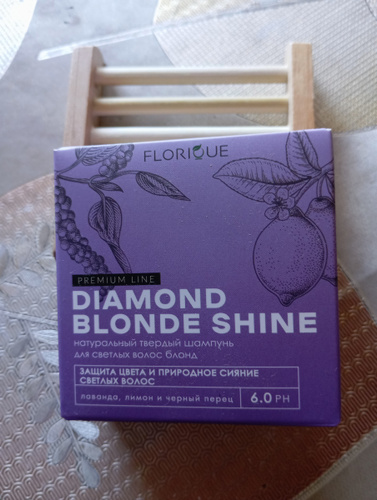 FLORIQUE
PREMIUM LINE
DIAMOND
BLONDE SHINE
натуральный твердый шампунь
для светлых волос блонд
ЗАЩИТА ЦВЕТА И ПРИРОДНОЕ СИЯНИЕ
СВЕТЛЫХ ВОЛОС
лаванда, лимон и черный перец
6.0 PH